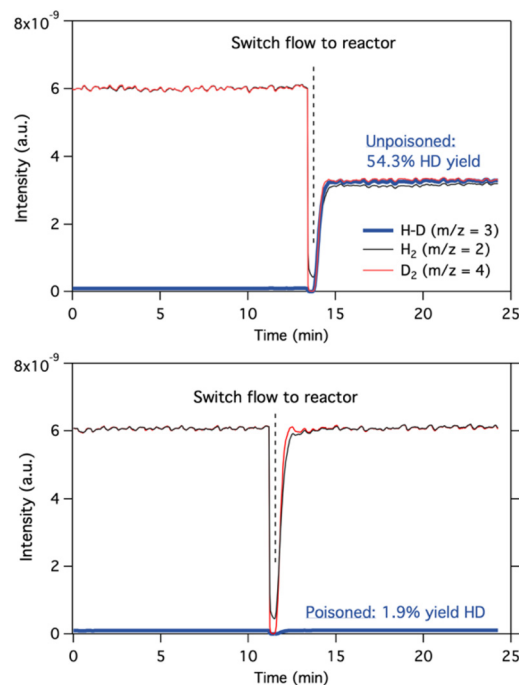 8x10⁻⁹
6
4
2
0
Intensity (a.u.)
Switch flow to reactor
Unpoisoned:
54.3% HD yield
H-D (m/z = 3)
H₂ (m/z = 2)
D₂ (m/z = 4)
0 5 10 15 20 25
Time (min)
8x10⁻⁹
6
4
2
0
Intensity (a.u.)
Switch flow to reactor
Poisoned: 1.9% yield HD
0 5 10 15 20 25
Time (min)